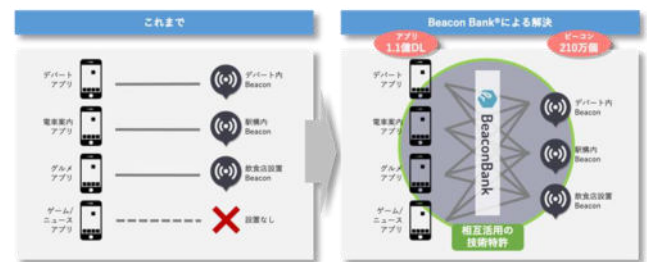 これまで
デパート
アプリ
デパート内
Beacon
電車案内
アプリ
駅構内
Beacon
グルメ
アプリ
飲食店設置
Beacon
ゲーム/
ニュース
アプリ
設置なし
Beacon Bank®による解決
アプリ
1.1億DL
ビーコン
210万個
デパート
アプリ
電車案内
アプリ
グルメ
アプリ
ゲーム/
ニュース
アプリ
BeaconBank
デパート内
Beacon
駅構内
Beacon
飲食店設置
Beacon
相互活用の
技術特許